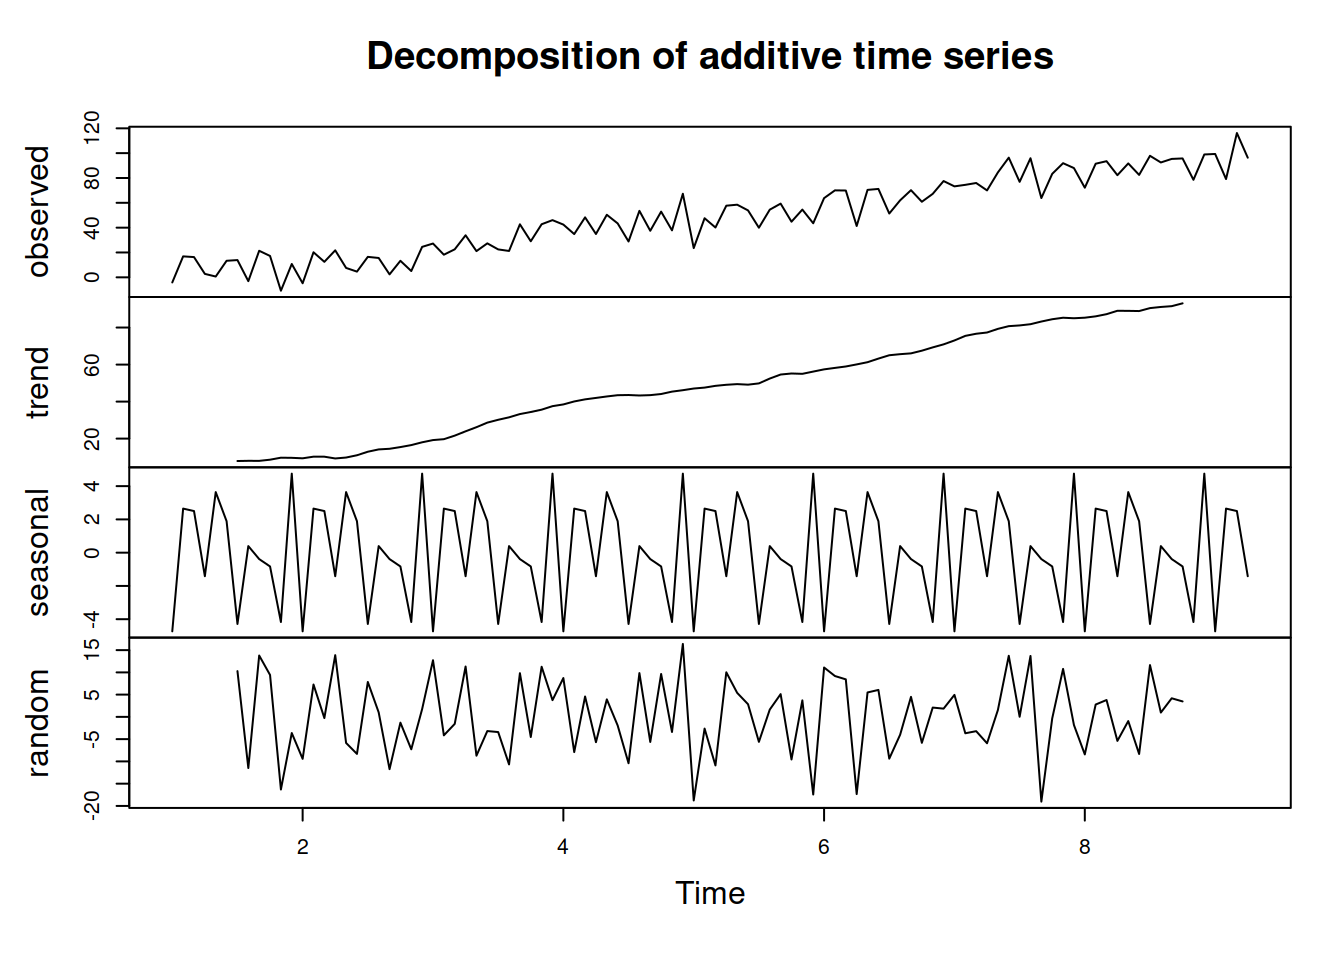 Decomposition of additive time series
observed
0 40 80 120
trend
20 60
seasonal
-4 0 2 4
random
-20 -5 5 15
2 4 6 8
Time